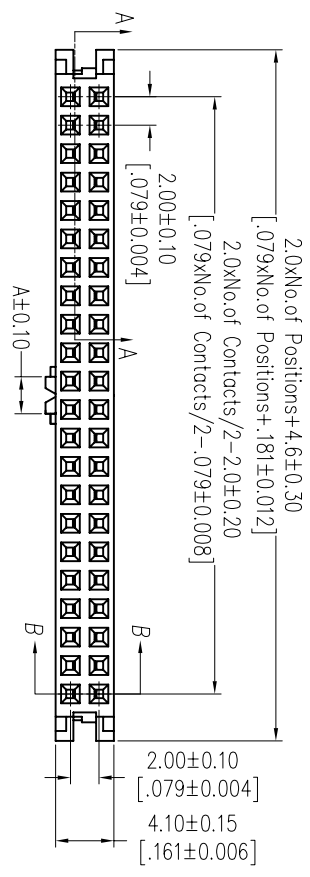 2.0xNo.of Positions+4.6±0.30
[.079xNo.of Positions+.181±0.012]
2.0xNo.of Contacts/2-2.0±0.20
[.079xNo.of Contacts/2-.079±0.008]
2.00±0.10
[.079±0.004]
A
A
A±0.10
B
B
2.00±0.10
[.079±0.004]
4.10±0.15
[.161±0.006]